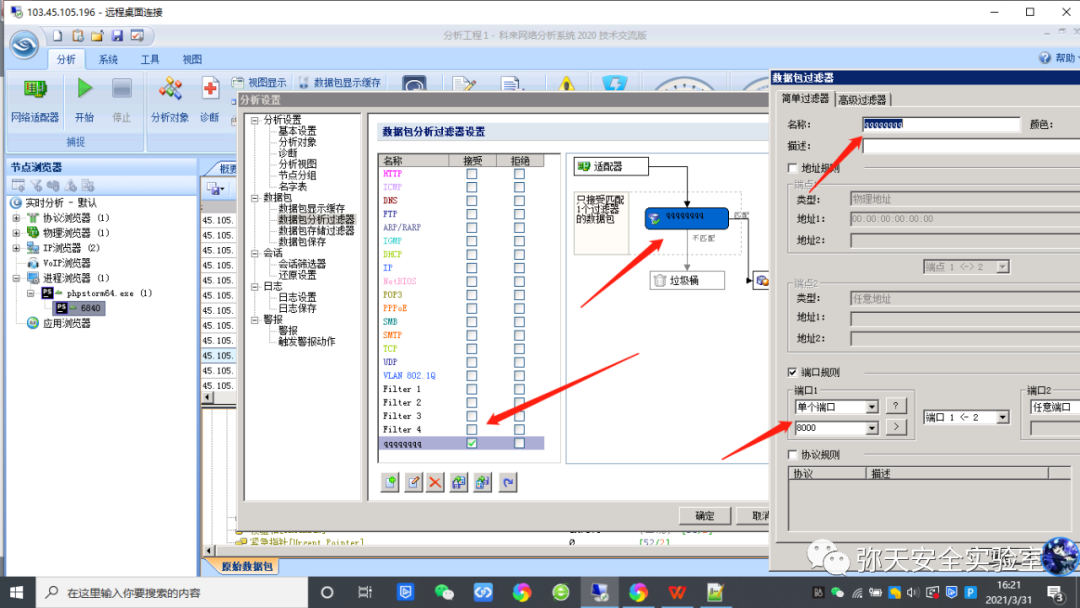 103.45.105.196 - 远程桌面连接
分析工程 1 - 科来网络分析系统 2020 技术交流版
分析 系统 工具 视图
帮助
网络适配器 开始 停止 分析对象 诊断
视图显示 数据包显示缓存
捕捉
节点浏览器
实时分析 - 默认
协议浏览器 (1)
物理浏览器 (1)
IP浏览器 (2)
VoIP浏览器
进程浏览器 (1)
phpstorm64.exe (1)
6840
应用浏览器
概要
45.105.
45.105.
45.105.
45.105.
45.105.
45.105.
45.105.
45.105.
45.105.
45.105.
45.105.
45.105.
分析设置
分析设置
基本设置
分析对象
诊断
分析视图
节点分组
名字表
数据包
数据包显示缓存
数据包分析过滤器
数据包存储过滤器
数据包保存
会话
会话筛选器
还原设置
日志
日志设置
日志保存
警报
警报
触发警报动作
数据包分析过滤器设置
名称 接受 拒绝
HTTP
ICMP
DNS
FTP
ARP/RARP
IGMP
DHCP
IP
NetBIOS
POP3
PPPoE
SMB
SMTP
TCP
UDP
VLAN 802.1Q
Filter 1
Filter 2
Filter 3
Filter 4
qqqqqqqq
适配器
只接受匹配
1个过滤器
的数据包
qqqqqqqq
匹配
不匹配
垃圾桶
确定 取消
紧急指针[Urgent Pointer] 0 [52/2]
原始数据包
数据包过滤器
简单过滤器 高级过滤器
名称: qqqqqqqq 颜色:
描述:
地址规则
端点1
类型: 物理地址
地址1: 00:00:00:00:00:00
地址2:
端点 1 <-> 2
端点2
类型: 任意地址
地址1:
地址2:
端口规则
端口1 端口2
单个端口 ? 端口 1 <- 2 任意端口
8000 >
协议规则
协议 描述
弥天安全实验室
在这里输入你要搜索的内容
16:21
2021/3/31
3